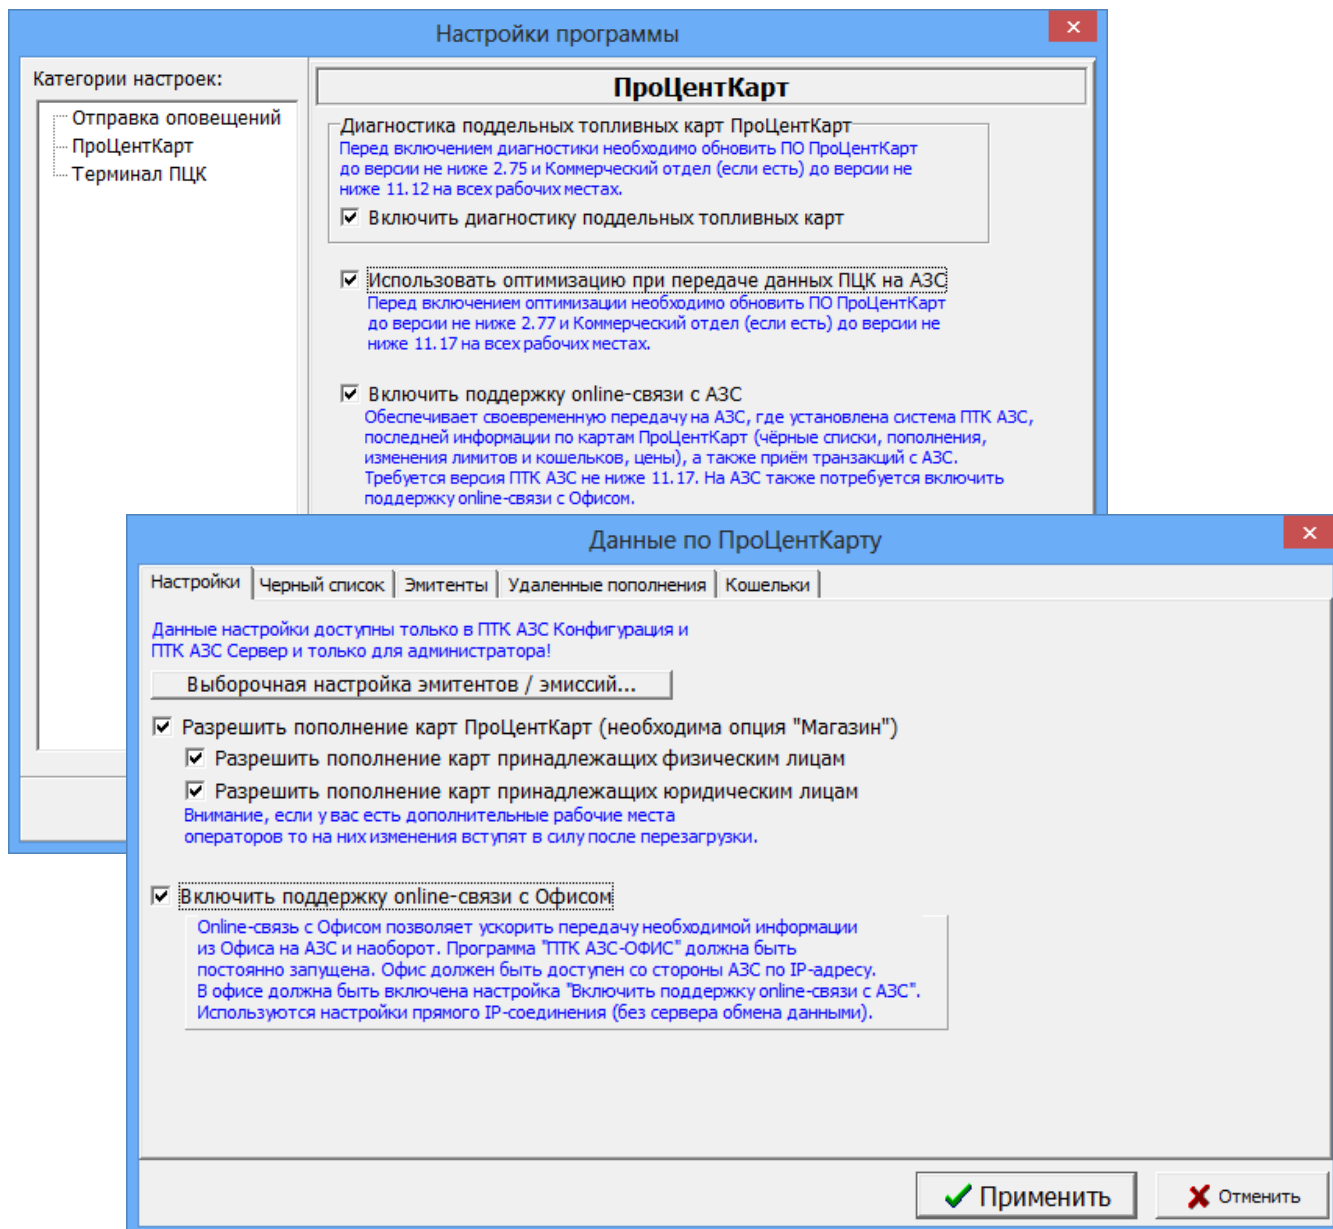 Настройки программы
Категории настроек:
Отправка оповещений
ПроЦентКарт
Терминал ПЦК
ПроЦентКарт
Диагностика поддельных топливных карт ПроЦентКарт
Перед включением диагностики необходимо обновить ПО ПроЦентКарт
до версии не ниже 2.75 и Коммерческий отдел (если есть) до версии не
ниже 11.12 на всех рабочих местах.
Включить диагностику поддельных топливных карт
Использовать оптимизацию при передаче данных ПЦК на АЗС
Перед включением оптимизации необходимо обновить ПО ПроЦентКарт
до версии не ниже 2.77 и Коммерческий отдел (если есть) до версии не
ниже 11.17 на всех рабочих местах.
Включить поддержку online-связи с АЗС
Обеспечивает своевременную передачу на АЗС, где установлена система ПТК АЗС,
последней информации по картам ПроЦентКарт (чёрные списки, пополнения,
изменения лимитов и кошельков, цены), а также приём транзакций с АЗС.
Требуется версия ПТК АЗС не ниже 11.17. На АЗС также потребуется включить
поддержку online-связи с Офисом.
Данные по ПроЦентКарту
Настройки Черный список Эмитенты Удаленные пополнения Кошельки
Данные настройки доступны только в ПТК АЗС Конфигурация и
ПТК АЗС Сервер и только для администратора!
Выборочная настройка эмитентов / эмиссий...
Разрешить пополнение карт ПроЦентКарт (необходима опция "Магазин")
Разрешить пополнение карт принадлежащих физическим лицам
Разрешить пополнение карт принадлежащих юридическим лицам
Внимание, если у вас есть дополнительные рабочие места
операторов то на них изменения вступят в силу после перезагрузки.
Включить поддержку online-связи с Офисом
Online-связь с Офисом позволяет ускорить передачу необходимой информации
из Офиса на АЗС и наоборот. Программа "ПТК АЗС-ОФИС" должна быть
постоянно запущена. Офис должен быть доступен со стороны АЗС по IP-адресу.
В офисе должна быть включена настройка "Включить поддержку online-связи с АЗС".
Используются настройки прямого IP-соединения (без сервера обмена данными).
Применить Отменить